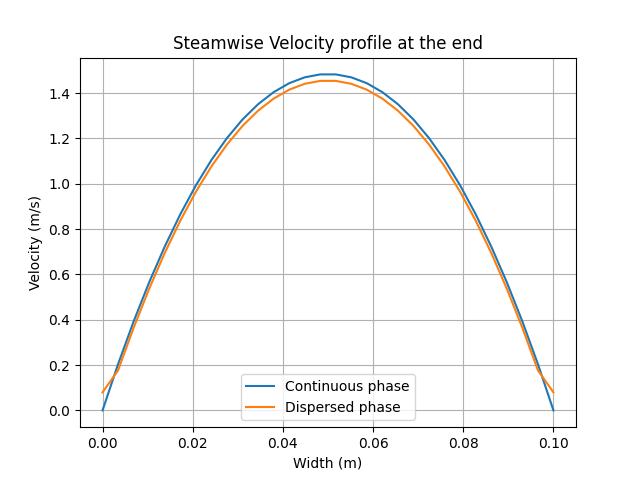 Steamwise Velocity profile at the end
Velocity (m/s)
1.4
1.2
1.0
0.8
0.6
0.4
0.2
0.0
Continuous phase
Dispersed phase
0.00 0.02 0.04 0.06 0.08 0.10
Width (m)